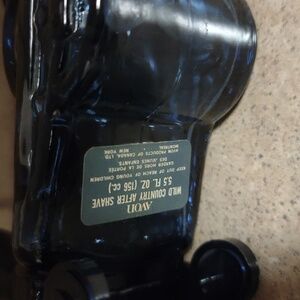 AVON
WILD COUNTRY AFTER SHAVE
5.5 FL. OZ. (156 cc.)
KEEP OUT OF REACH OF YOUNG CHILDREN
GARDER HORS DE LA PORTÉE
DES JEUNES ENFANTS.
AVON PRODUCTS OF CANADA LTD.
MONTREAL
NEW YORK